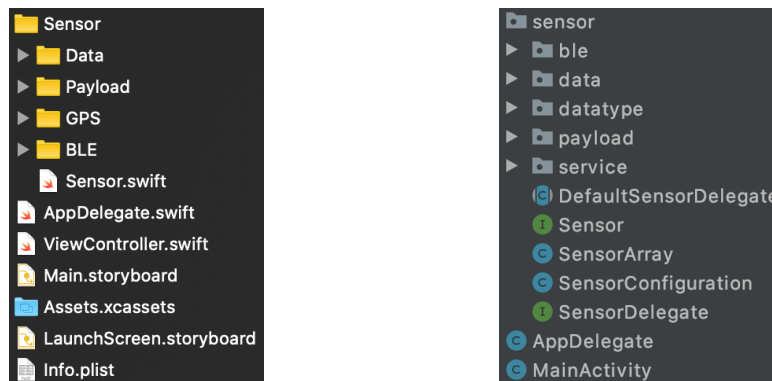 Sensor
Data
Payload
GPS
BLE
Sensor.swift
AppDelegate.swift
ViewController.swift
Main.storyboard
Assets.xcassets
LaunchScreen.storyboard
Info.plist
sensor
ble
data
datatype
payload
service
DefaultSensorDelegate
Sensor
SensorArray
SensorConfiguration
SensorDelegate
AppDelegate
MainActivity